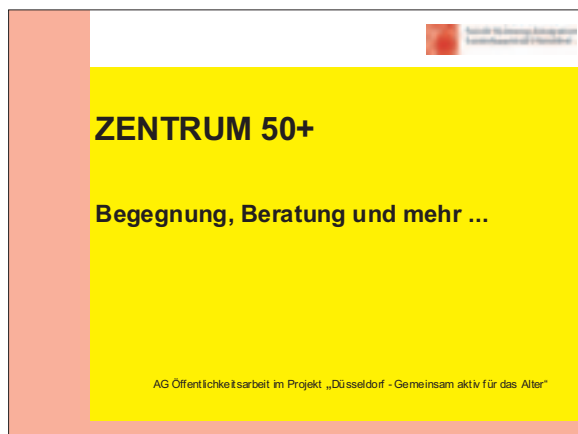 ZENTRUM 50+
Begegnung, Beratung und mehr ...
AG Öffentlichkeitsarbeit im Projekt „Düsseldorf - Gemeinsam aktiv für das Alter“